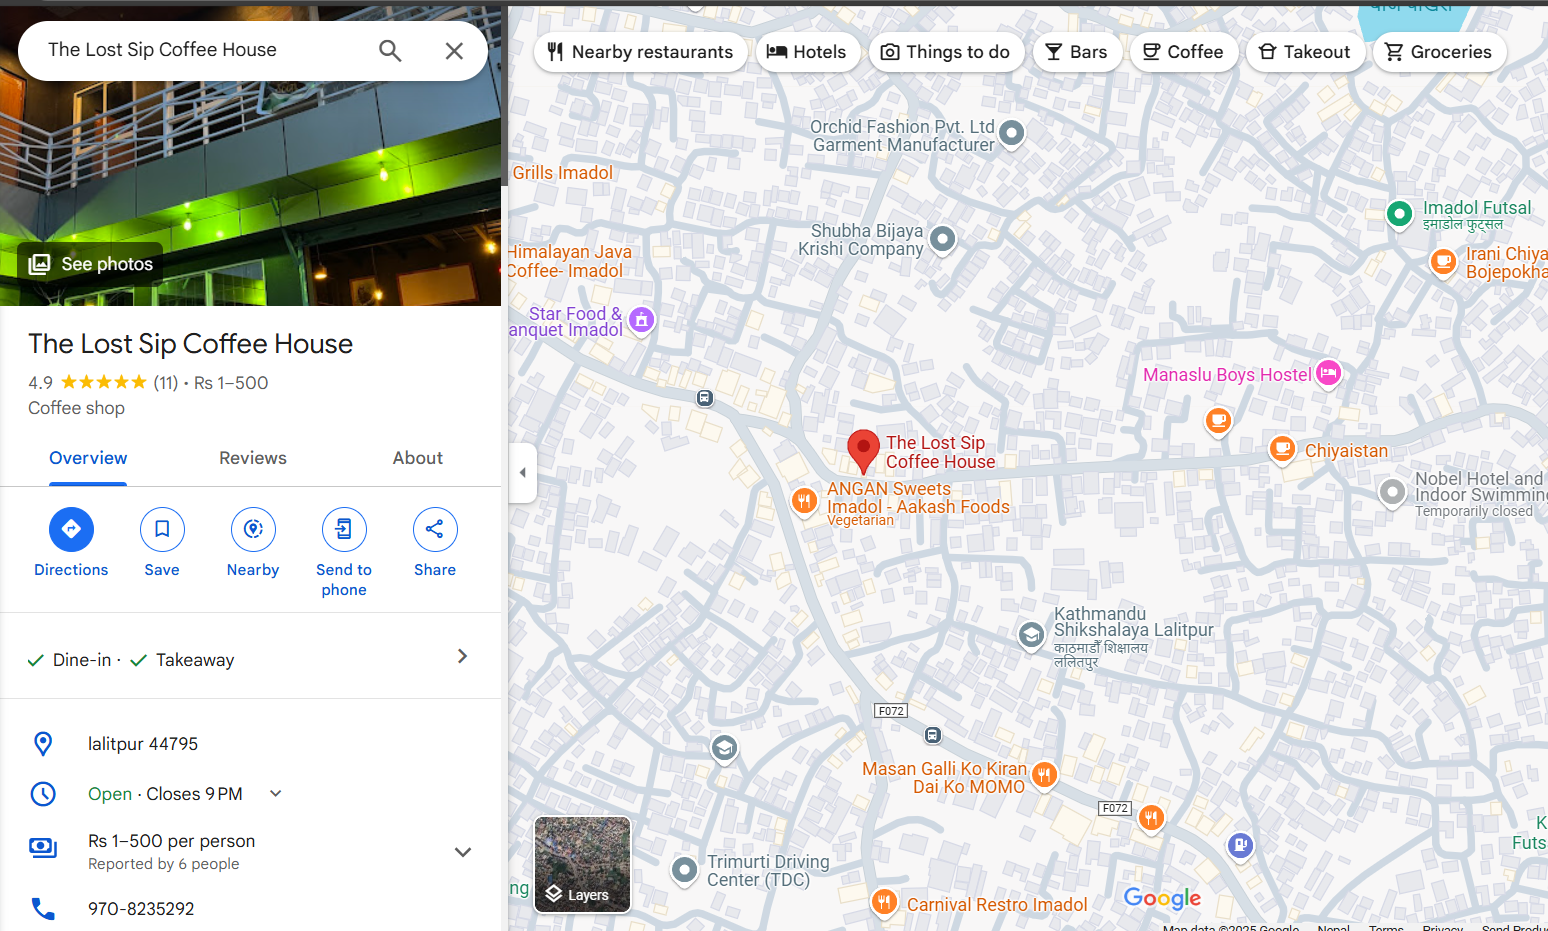 The Lost Sip Coffee House
See photos
The Lost Sip Coffee House
4.9 (11) · Rs 1–500
Coffee shop
Overview
Reviews
About
Directions
Save
Nearby
Send to
phone
Share
Dine-in · Takeaway
lalitpur 44795
Open · Closes 9 PM
Rs 1–500 per person
Reported by 6 people
970-8235292
Nearby restaurants
Hotels
Things to do
Bars
Coffee
Takeout
Groceries
Orchid Fashion Pvt. Ltd
Garment Manufacturer
Grills Imadol
Imadol Futsal
इमाडोल फुट्सल
Shubha Bijaya
Krishi Company
Himalayan Java
Coffee- Imadol
Irani Chiya
Bojepokha
Star Food &
anquet Imadol
Manaslu Boys Hostel
The Lost Sip
Coffee House
Chiyaistan
ANGAN Sweets
Imadol - Aakash Foods
Vegetarian
Nobel Hotel and
Indoor Swimming
Temporarily closed
Kathmandu
Shikshalaya Lalitpur
काठमाडौँ शिक्षालय
ललितपुर
F072
Masan Galli Ko Kiran
Dai Ko MOMO
F072
K
Futs
Trimurti Driving
Center (TDC)
ng
Layers
Carnival Restro Imadol
Google
Map data ©2025 Google
Nepal
Terms
Privacy
Send Produ